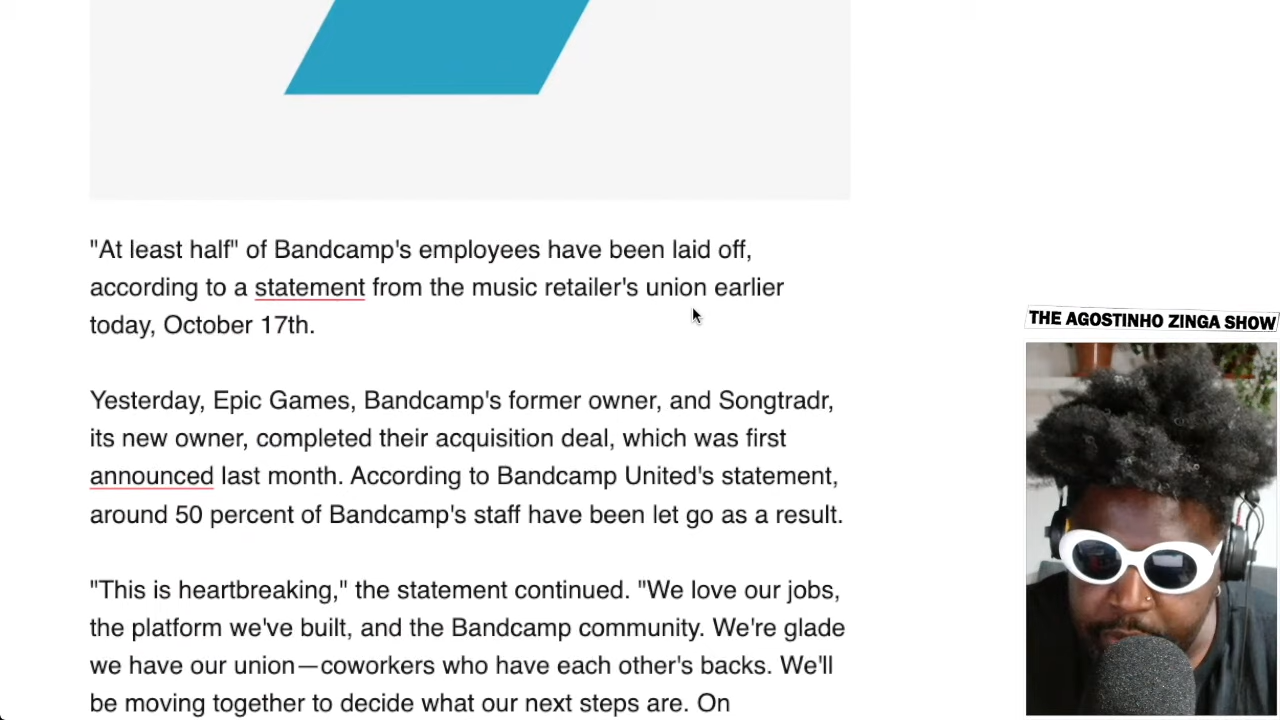 "At least half" of Bandcamp's employees have been laid off,
according to a statement from the music retailer's union earlier
today, October 17th.
Yesterday, Epic Games, Bandcamp's former owner, and Songtradr,
its new owner, completed their acquisition deal, which was first
announced last month. According to Bandcamp United's statement,
around 50 percent of Bandcamp's staff have been let go as a result.
"This is heartbreaking," the statement continued. "We love our jobs,
the platform we've built, and the Bandcamp community. We're glade
we have our union—coworkers who have each other's backs. We'll
be moving together to decide what our next steps are. On
THE AGOSTINHO ZINGA SHOW